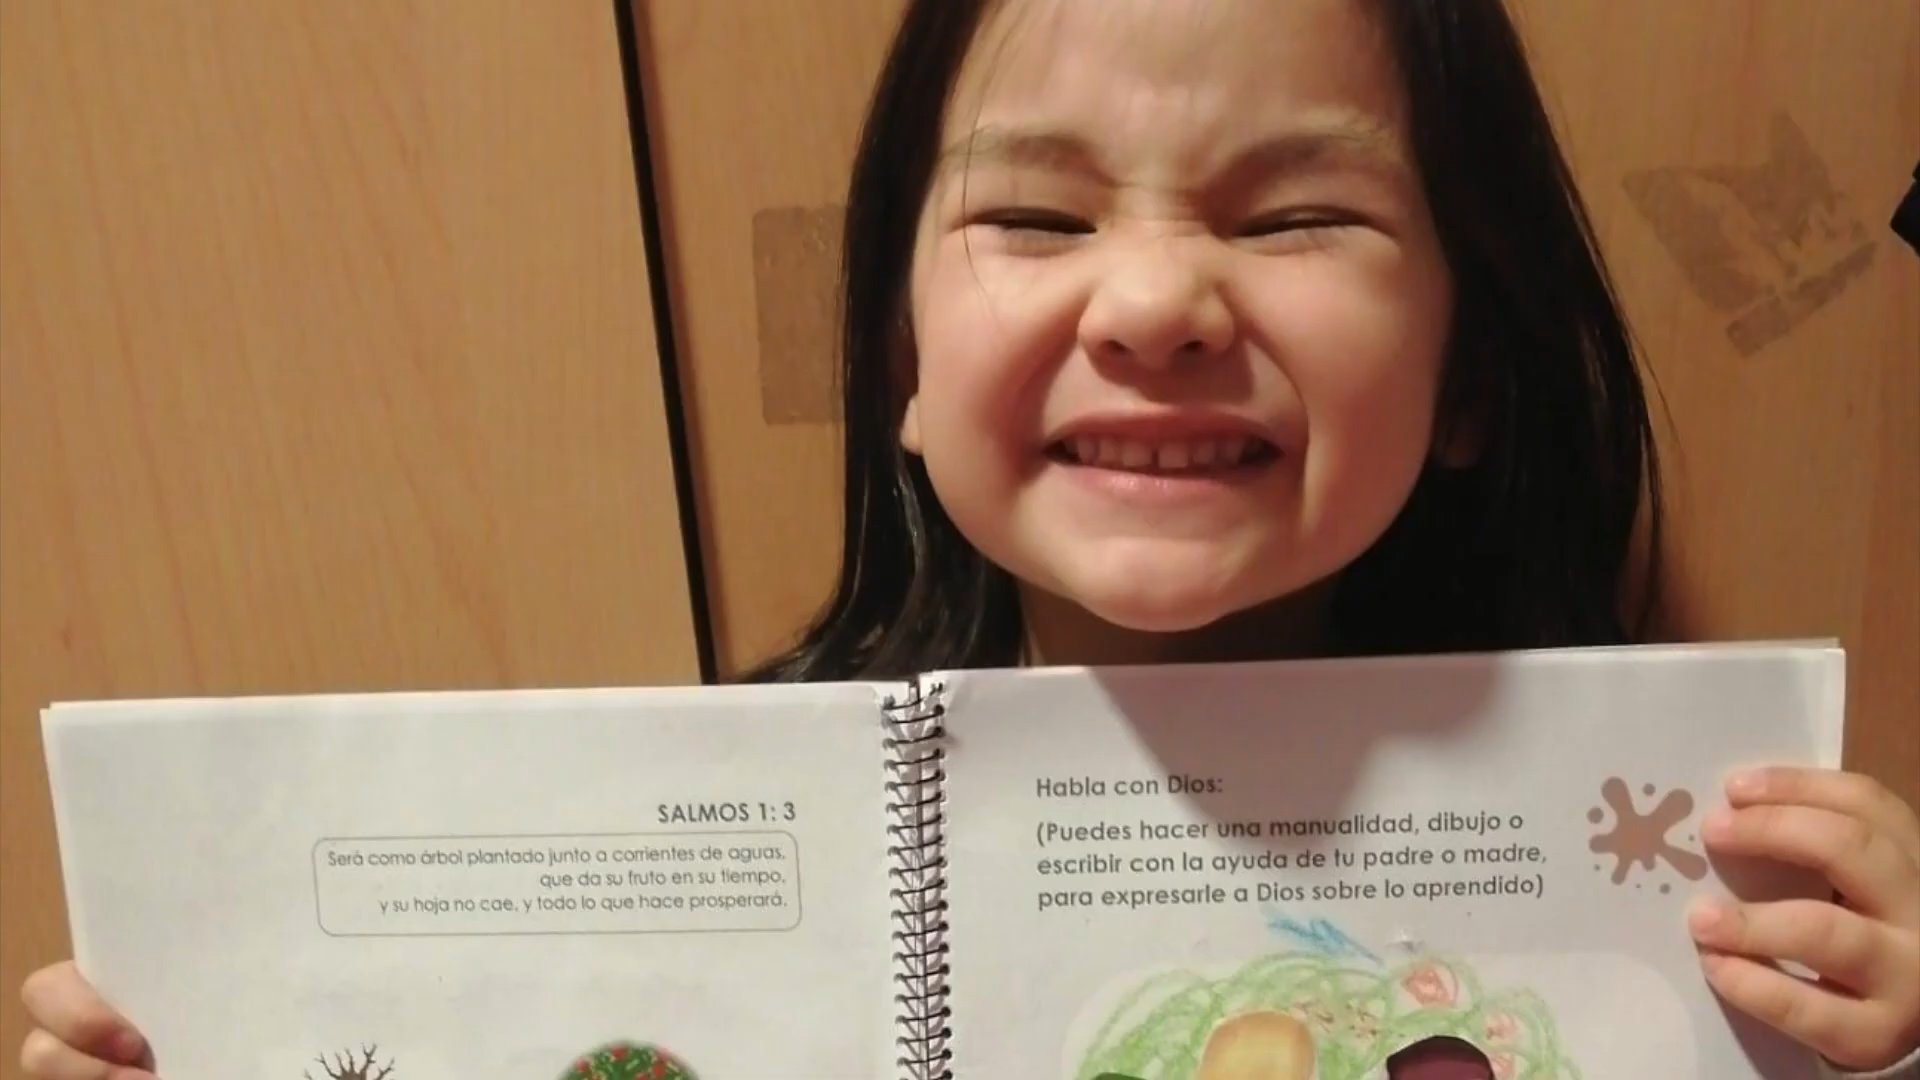 SALMOS 1: 3
Será como árbol plantado junto a corrientes de aguas,
que da su fruto en su tiempo,
y su hoja no cae, y todo lo que hace prosperará.
Habla con Dios:
(Puedes hacer una manualidad, dibujo o
escribir con la ayuda de tu padre o madre,
para expresarle a Dios sobre lo aprendido)